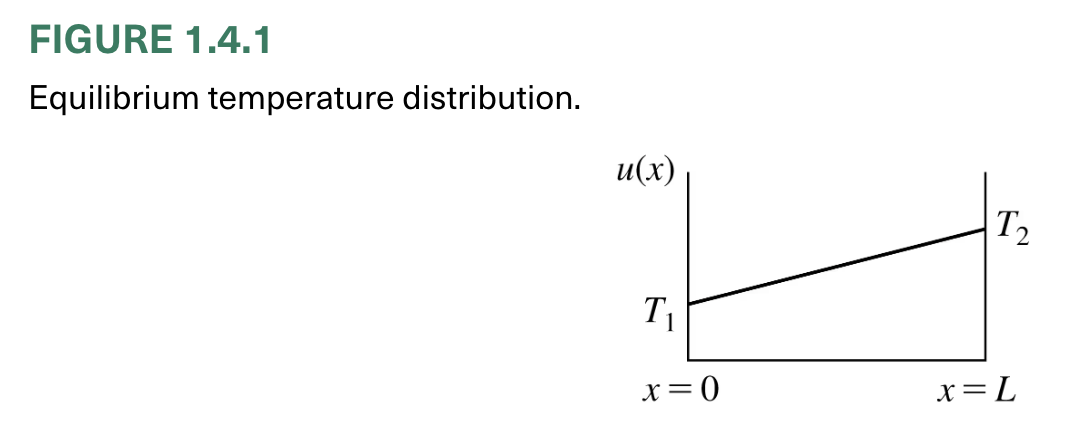 FIGURE 1.4.1
Equilibrium temperature distribution.
u(x)
T₂
T₁
x = 0
x = L